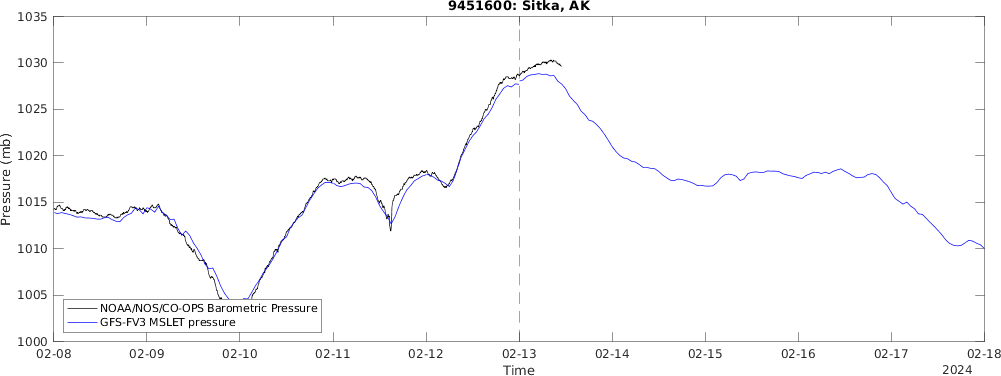 9451600: Sitka, AK
Pressure (mb)
1035
1030
1025
1020
1015
1010
1005
1000
NOAA/NOS/CO-OPS Barometric Pressure
GFS-FV3 MSLET pressure
02-08 02-09 02-10 02-11 02-12 02-13 02-14 02-15 02-16 02-17 02-18
Time
2024